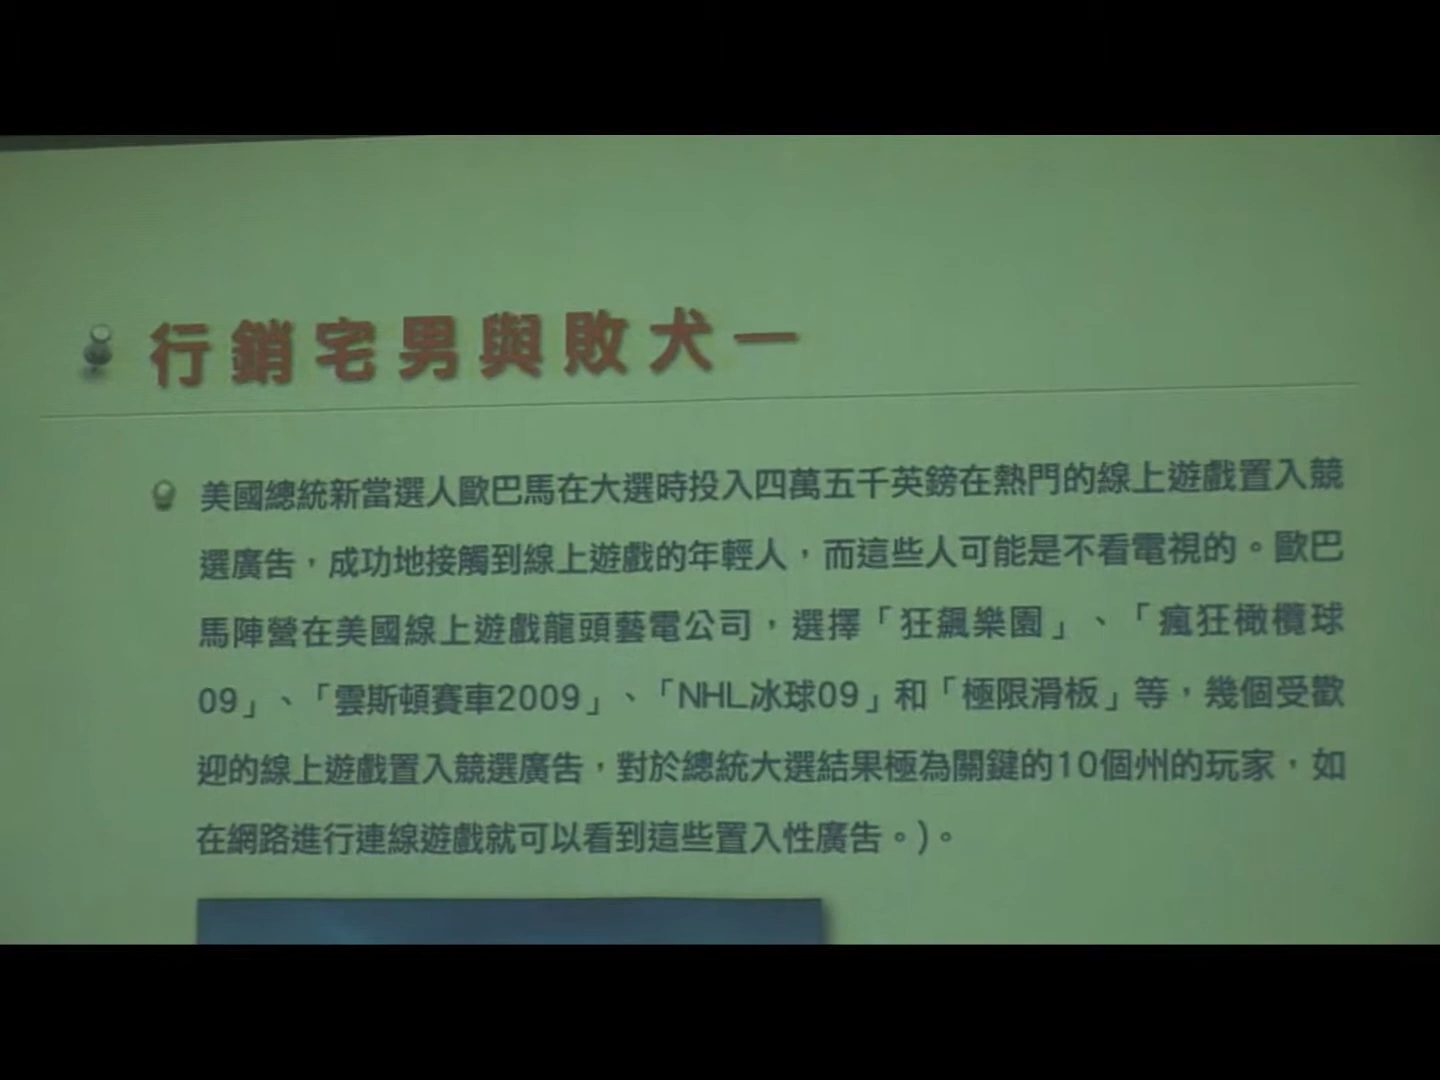 行銷宅男與敗犬一
美國總統新當選人歐巴馬在大選時投入四萬五千英鎊在熱門的線上遊戲置入競
選廣告，成功地接觸到線上遊戲的年輕人，而這些人可能是不看電視的。歐巴
馬陣營在美國線上遊戲龍頭藝電公司，選擇「狂飆樂園」、「瘋狂橄欖球
09」、「雲斯頓賽車2009」、「NHL冰球09」和「極限滑板」等，幾個受歡
迎的線上遊戲置入競選廣告，對於總統大選結果極為關鍵的10個州的玩家，如
在網路進行連線遊戲就可以看到這些置入性廣告。)。